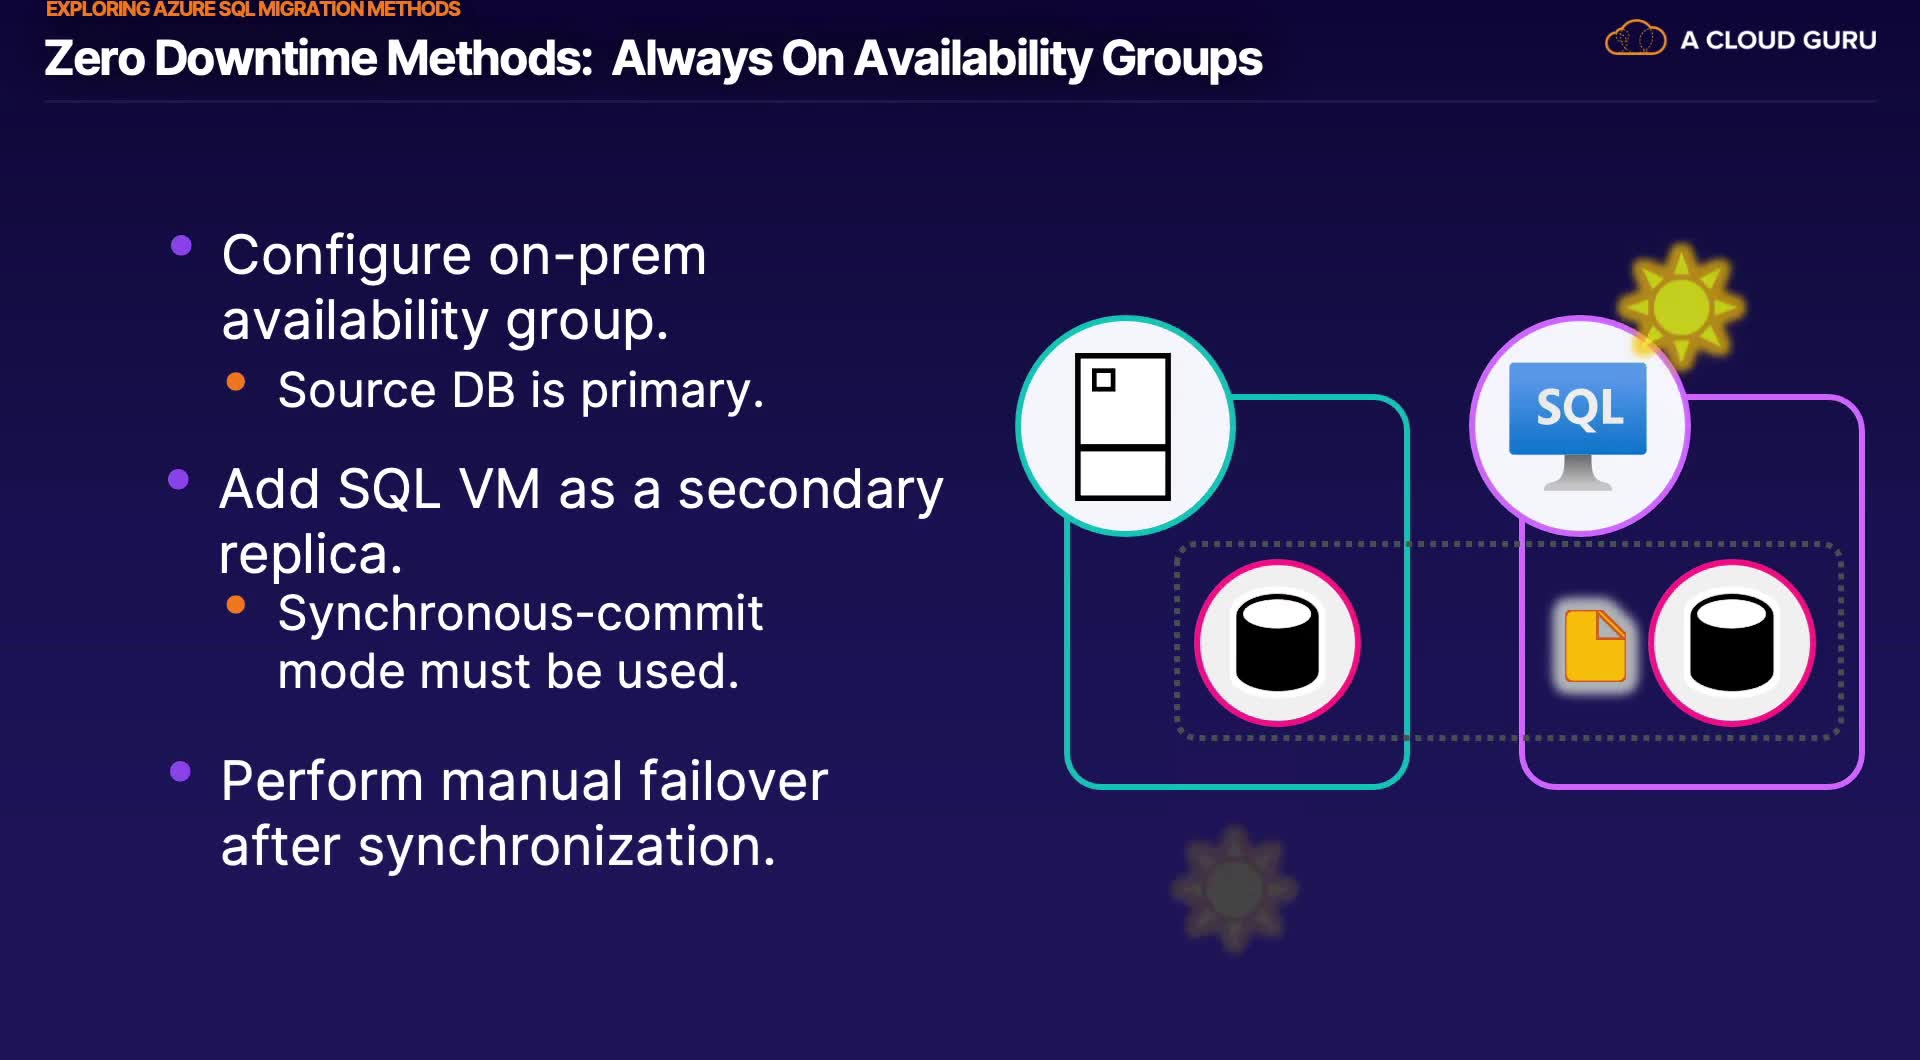 EXPLORING AZURE SQL MIGRATION METHODS
Zero Downtime Methods: Always On Availability Groups
A CLOUD GURU
Configure on-prem
availability group.
Source DB is primary.
Add SQL VM as a secondary
replica.
Synchronous-commit
mode must be used.
Perform manual failover
after synchronization.
SQL